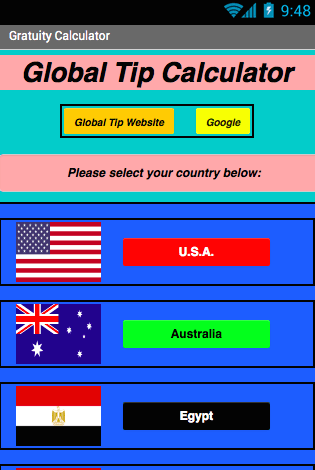 9:48
Gratuity Calculator
Global Tip Calculator
Global Tip Website
Google
Please select your country below:
U.S.A.
Australia
Egypt